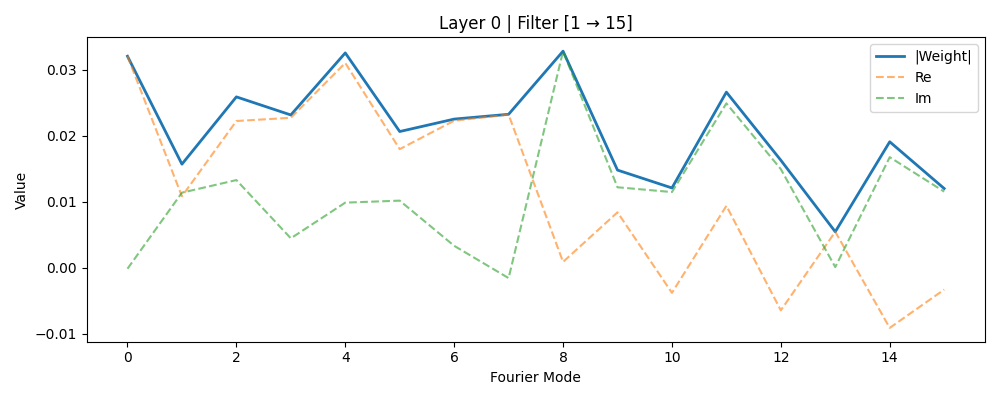 Layer 0 | Filter [1 → 15]
|Weight|
Re
Im
Value
0.03
0.02
0.01
0.00
−0.01
0 2 4 6 8 10 12 14
Fourier Mode